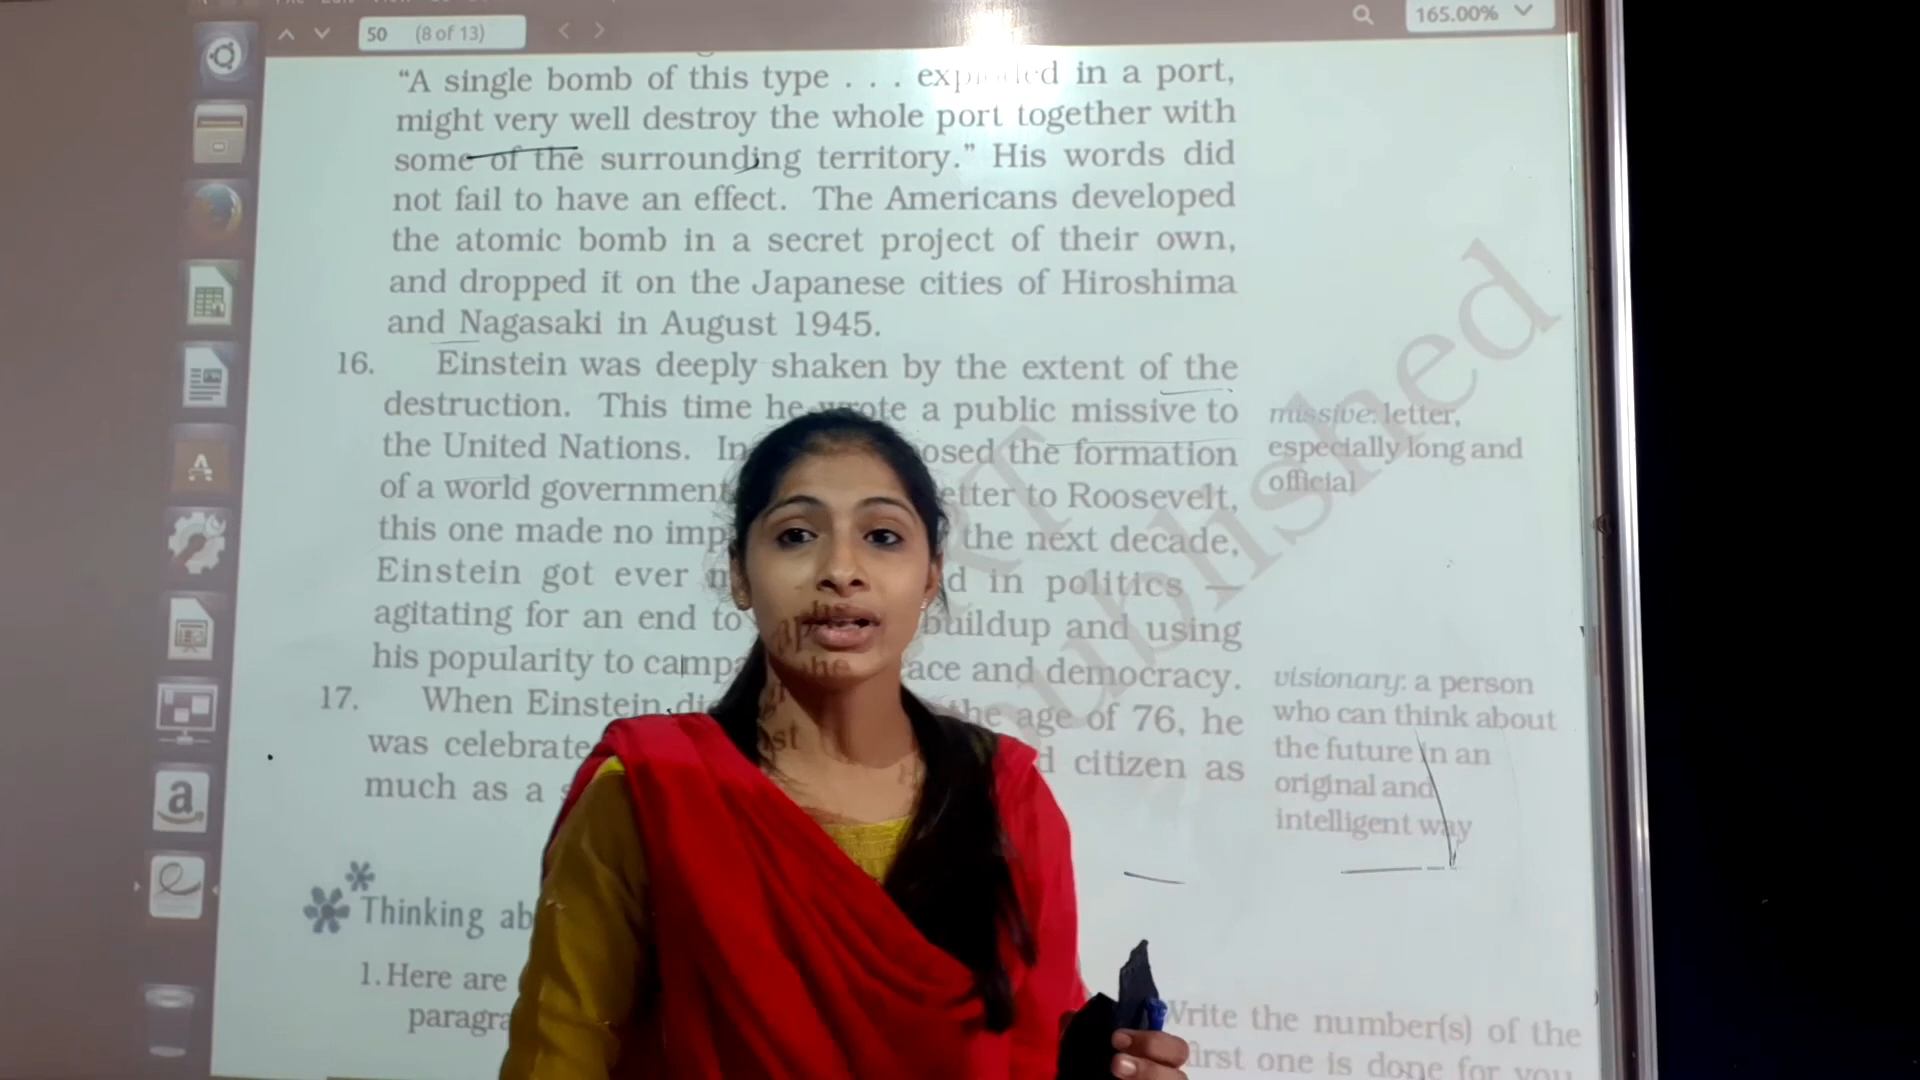 50 (8 of 13)
165.00%
“A single bomb of this type . . . exploded in a port,
might very well destroy the whole port together with
some of the surrounding territory.” His words did
not fail to have an effect. The Americans developed
the atomic bomb in a secret project of their own,
and dropped it on the Japanese cities of Hiroshima
and Nagasaki in August 1945.
16. Einstein was deeply shaken by the extent of the
destruction. This time he wrote a public missive to
the United Nations. In osed the formation
of a world government etter to Roosevelt,
this one made no imp the next decade,
Einstein got ever d in politics —
agitating for an end to buildup and using
his popularity to campa ace and democracy.
17. When Einstein di the age of 76, he
was celebrate d citizen as
much as a
missive: letter,
especially long and
official
visionary: a person
who can think about
the future in an
original and
intelligent way
Thinking ab
1. Here are
paragra
Write the number(s) of the
first one is done for you.
RT
published